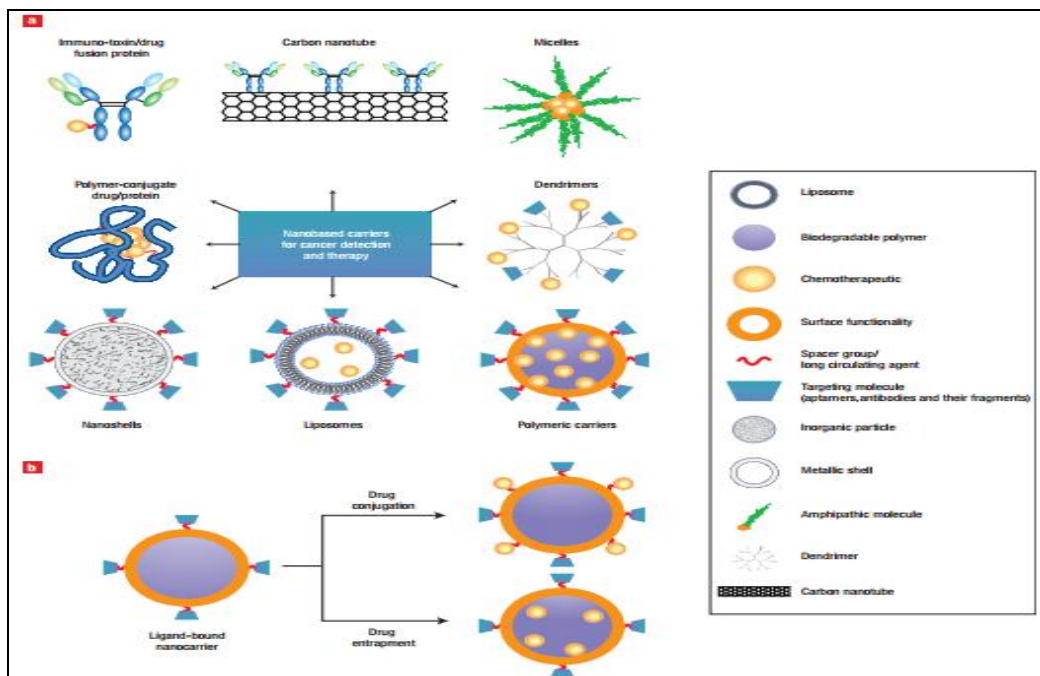 a
Immuno-toxin/drug
fusion protein
Carbon nanotube
Micelles
Polymer-conjugate
drug/protein
Nanobased carriers
for cancer detection
and therapy
Dendrimers
Nanoshells
Liposomes
Polymeric carriers
Liposome
Biodegradable polymer
Chemotherapeutic
Surface functionality
Spacer group/
long circulating agent
Targeting molecule
(aptamers, antibodies and their fragments)
Inorganic particle
Metallic shell
Amphipathic molecule
Dendrimer
Carbon nanotube
b
Ligand-bound
nanocarrier
Drug
conjugation
Drug
entrapment